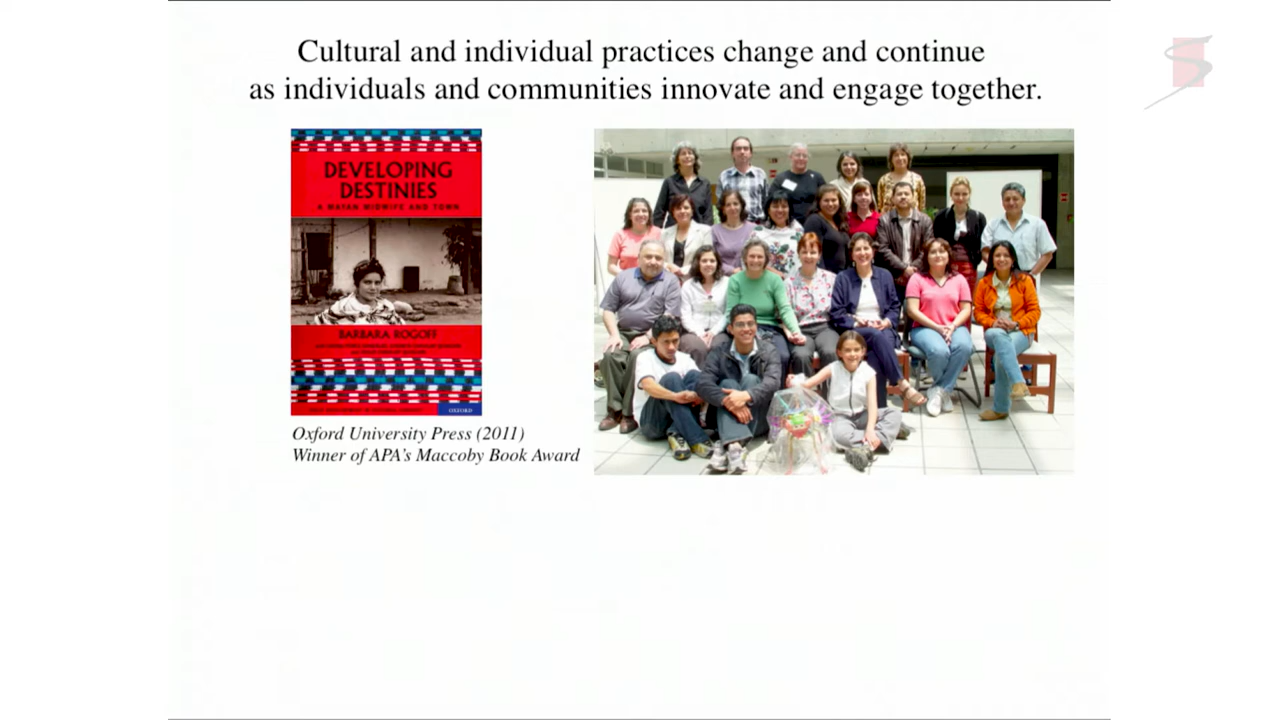 Cultural and individual practices change and continue
as individuals and communities innovate and engage together.
DEVELOPING
DESTINIES
A MAYAN MIDWIFE AND TOWN
BARBARA ROGOFF
OXFORD
Oxford University Press (2011)
Winner of APA's Maccoby Book Award